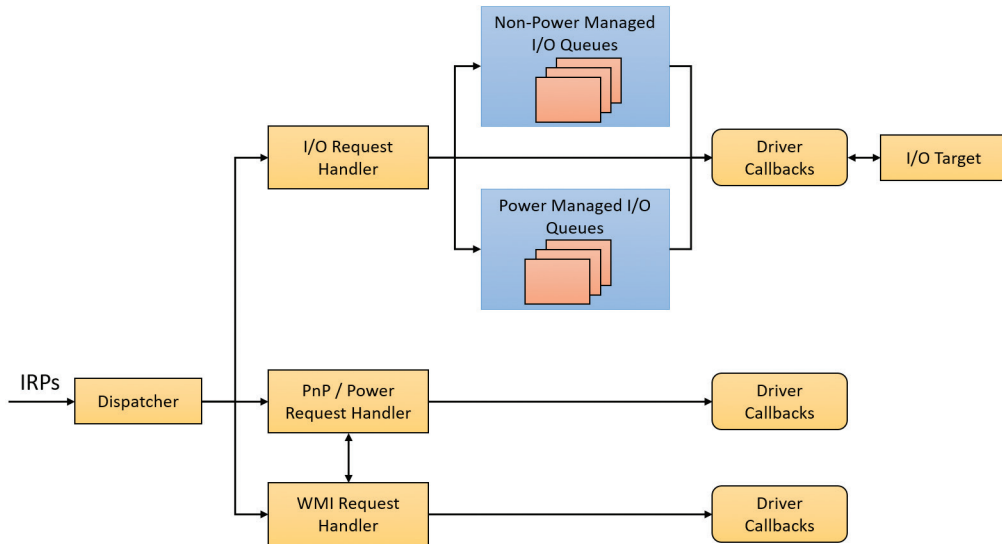 Non-Power Managed
I/O Queues
I/O Request
Handler
Driver
Callbacks
I/O Target
Power Managed I/O
Queues
IRPs
Dispatcher
PnP / Power
Request Handler
Driver
Callbacks
WMI Request
Handler
Driver
Callbacks